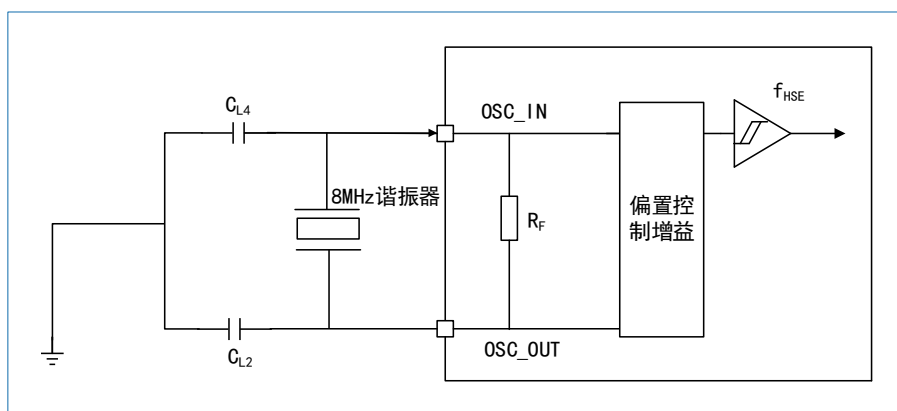 C_L4
OSC_IN
f_HSE
8MHz谐振器
R_F
偏置控
制增益
C_L2
OSC_OUT